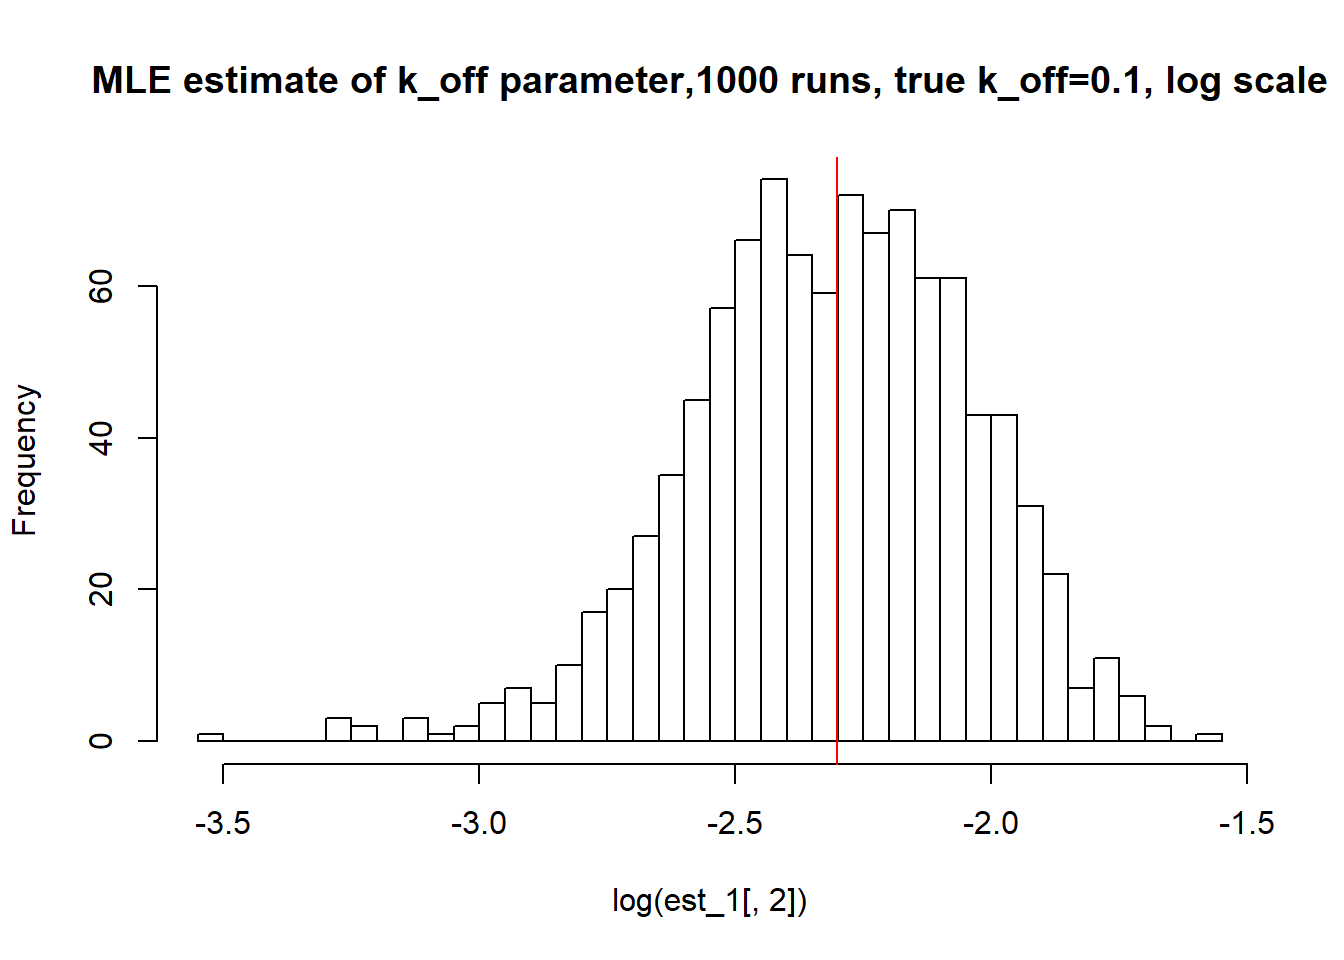 MLE estimate of k_off parameter,1000 runs, true k_off=0.1, log scale
Frequency
60
40
20
0
-3.5 -3.0 -2.5 -2.0 -1.5
log(est_1[, 2])